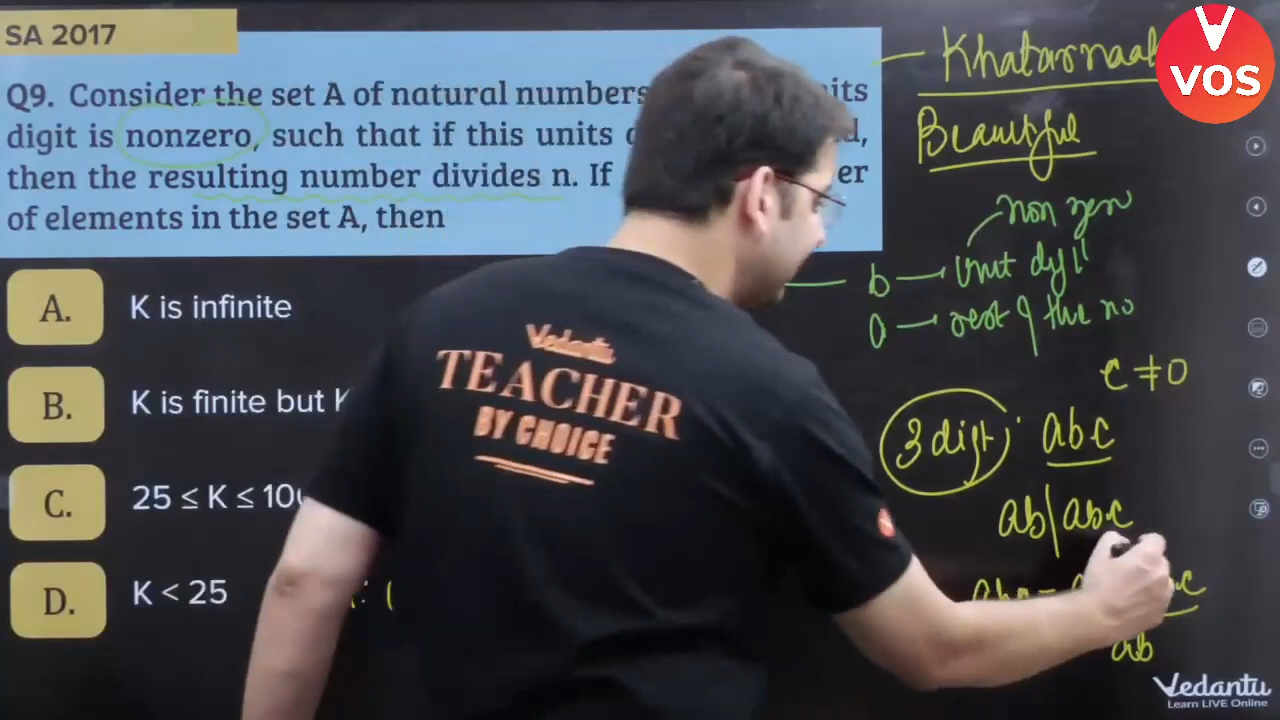 SA 2017
Q9. Consider the set A of natural numbers
digit is nonzero, such that if this units
then the resulting number divides n. If
of elements in the set A, then
A. K is infinite
B. K is finite but K
C. 25 ≤ K ≤ 100
D. K < 25
Khatarnaak
Beautiful
non zero
b → Unit digit
a → rest of the no
c ≠ 0
3 digit : abc
ab | abc
ab
Vedantu
TEACHER
BY CHOICE
VOS
Vedantu
Learn LIVE Online